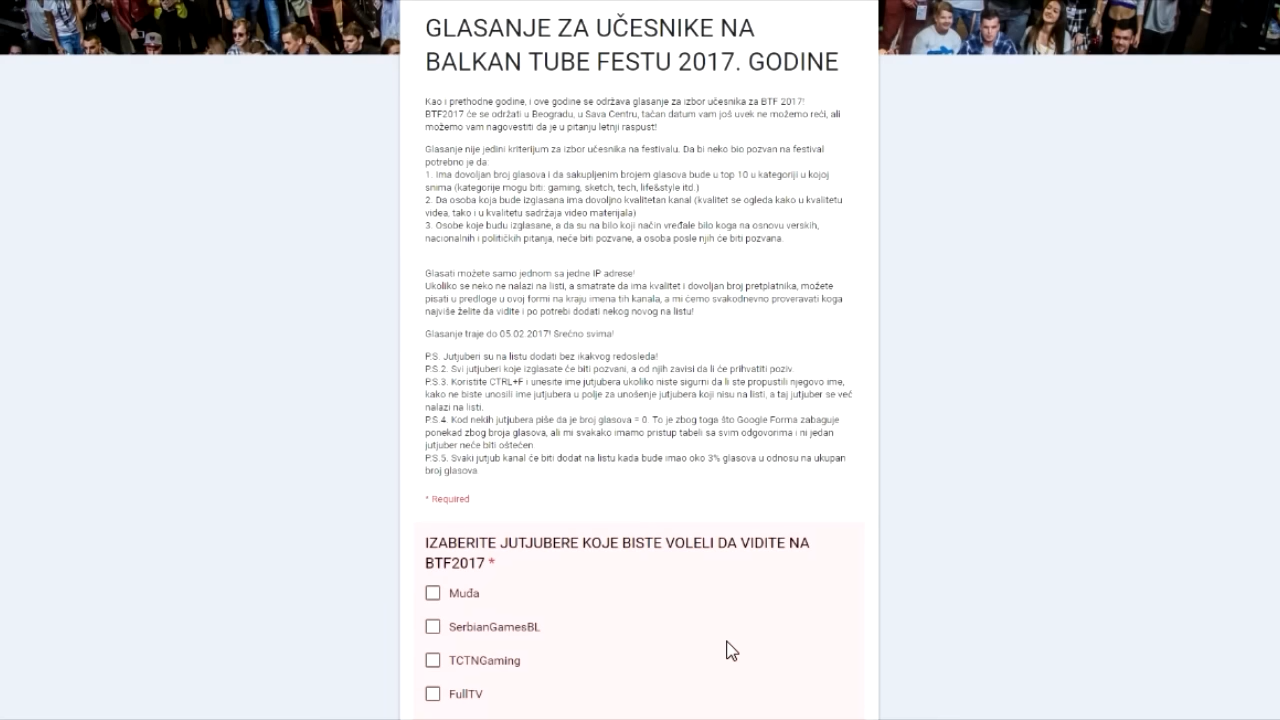 GLASANJE ZA UČESNIKE NA
BALKAN TUBE FESTU 2017. GODINE
Kao i prethodne godine, i ove godine se održava glasanje za izbor učesnika za BTF 2017!
BTF2017 će se održati u Beogradu, u Sava Centru, tačan datum vam još uvek ne možemo reći, ali
možemo vam nagovestiti da je u pitanju letnji raspust!
Glasanje nije jedini kriterijum za izbor učesnika na festivalu. Da bi neko bio pozvan na festival
potrebno je da:
1. Ima dovoljan broj glasova i da sakupljenim brojem glasova bude u top 10 u kategoriji u kojoj
snima (kategorije mogu biti: gaming, sketch, tech, life&style itd.)
2. Da osoba koja bude izglasana ima dovoljno kvalitetan kanal (kvalitet se ogleda kako u kvalitetu
videa, tako i u kvalitetu sadržaja video materijala)
3. Osobe koje budu izglasane, a da su na bilo koji način vređale bilo koga na osnovu verskih,
nacionalnih i političkih pitanja, neće biti pozvane, a osoba posle njih će biti pozvana.
Glasati možete samo jednom sa jedne IP adrese!
Ukoliko se neko ne nalazi na listi, a smatrate da ima kvalitet i dovoljan broj pretplatnika, možete
pisati u predloge u ovoj formi na kraju imena tih kanala, a mi ćemo svakodnevno proveravati koga
najviše želite da vidite i po potrebi dodati nekog novog na listu!
Glasanje traje do 05.02.2017! Srećno svima!
P.S. Jutjuberi su na listu dodati bez ikakvog redosleda!
P.S.2. Svi jutjuberi koje izglasate će biti pozvani, a od njih zavisi da li će prihvatiti poziv.
P.S.3. Koristite CTRL+F i unesite ime jutjubera ukoliko niste sigurni da li ste propustili njegovo ime,
kako ne biste unosili ime jutjubera u polje za unošenje jutjubera koji nisu na listi, a taj jutjuber se već
nalazi na listi.
P.S.4. Kod nekih jutjubera piše da je broj glasova = 0. To je zbog toga što Google Forma zabaguje
ponekad zbog broja glasova, ali mi svakako imamo pristup tabeli sa svim odgovorima i ni jedan
jutjuber neće biti oštećen.
P.S.5. Svaki jutjub kanal će biti dodat na listu kada bude imao oko 3% glasova u odnosu na ukupan
broj glasova.
* Required
IZABERITE JUTJUBERE KOJE BISTE VOLELI DA VIDITE NA
BTF2017 *
Muđa
SerbianGamesBL
TCTNGaming
FullTV